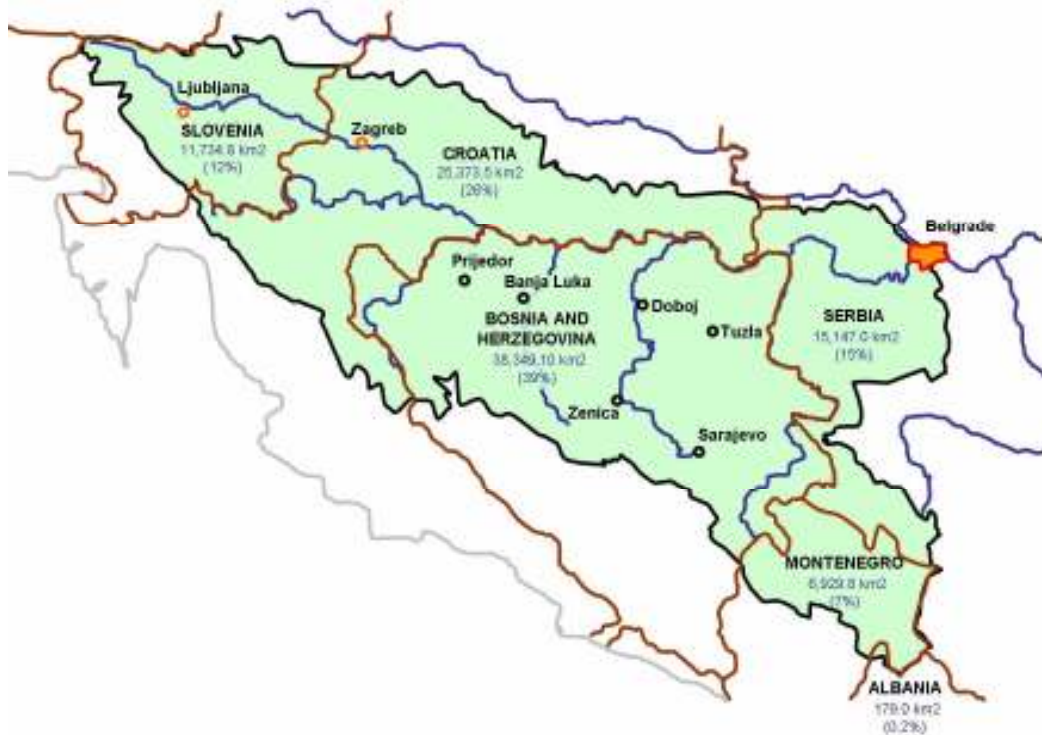 Ljubljana
SLOVENIA
11,734.8 km2
(12%)
Zagreb
CROATIA
25,373.5 km2
(26%)
Belgrade
Prijedor
Banja Luka
BOSNIA AND
HERZEGOVINA
38,349.10 km2
(39%)
Doboj
Tuzla
SERBIA
15,147.0 km2
(15%)
Zenica
Sarajevo
MONTENEGRO
6,929.8 km2
(7%)
ALBANIA
179.0 km2
(0.2%)